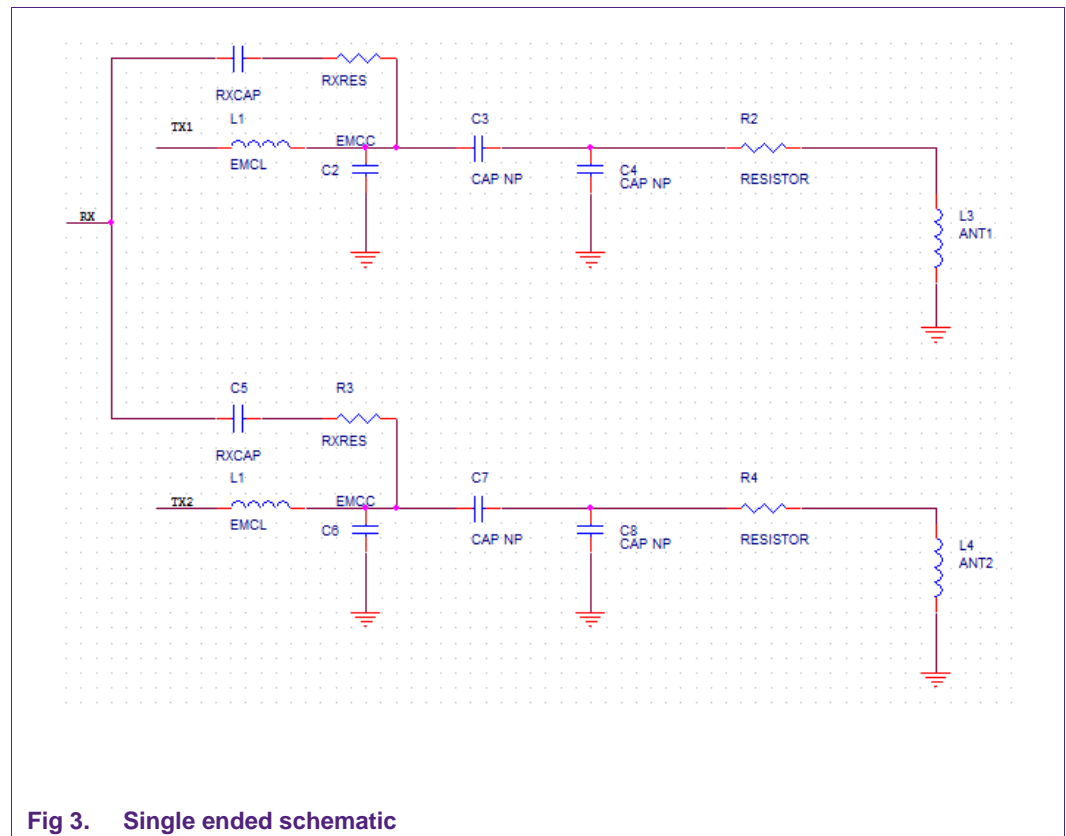 RXCAP
RXRES
TX1
L1
EMCL
EMCC
C2
C3
CAP NP
C4
CAP NP
R2
RESISTOR
L3
ANT1
RX
C5
RXCAP
R3
RXRES
TX2
L1
EMCL
EMCC
C6
C7
CAP NP
C8
CAP NP
R4
RESISTOR
L4
ANT2
Fig 3. Single ended schematic